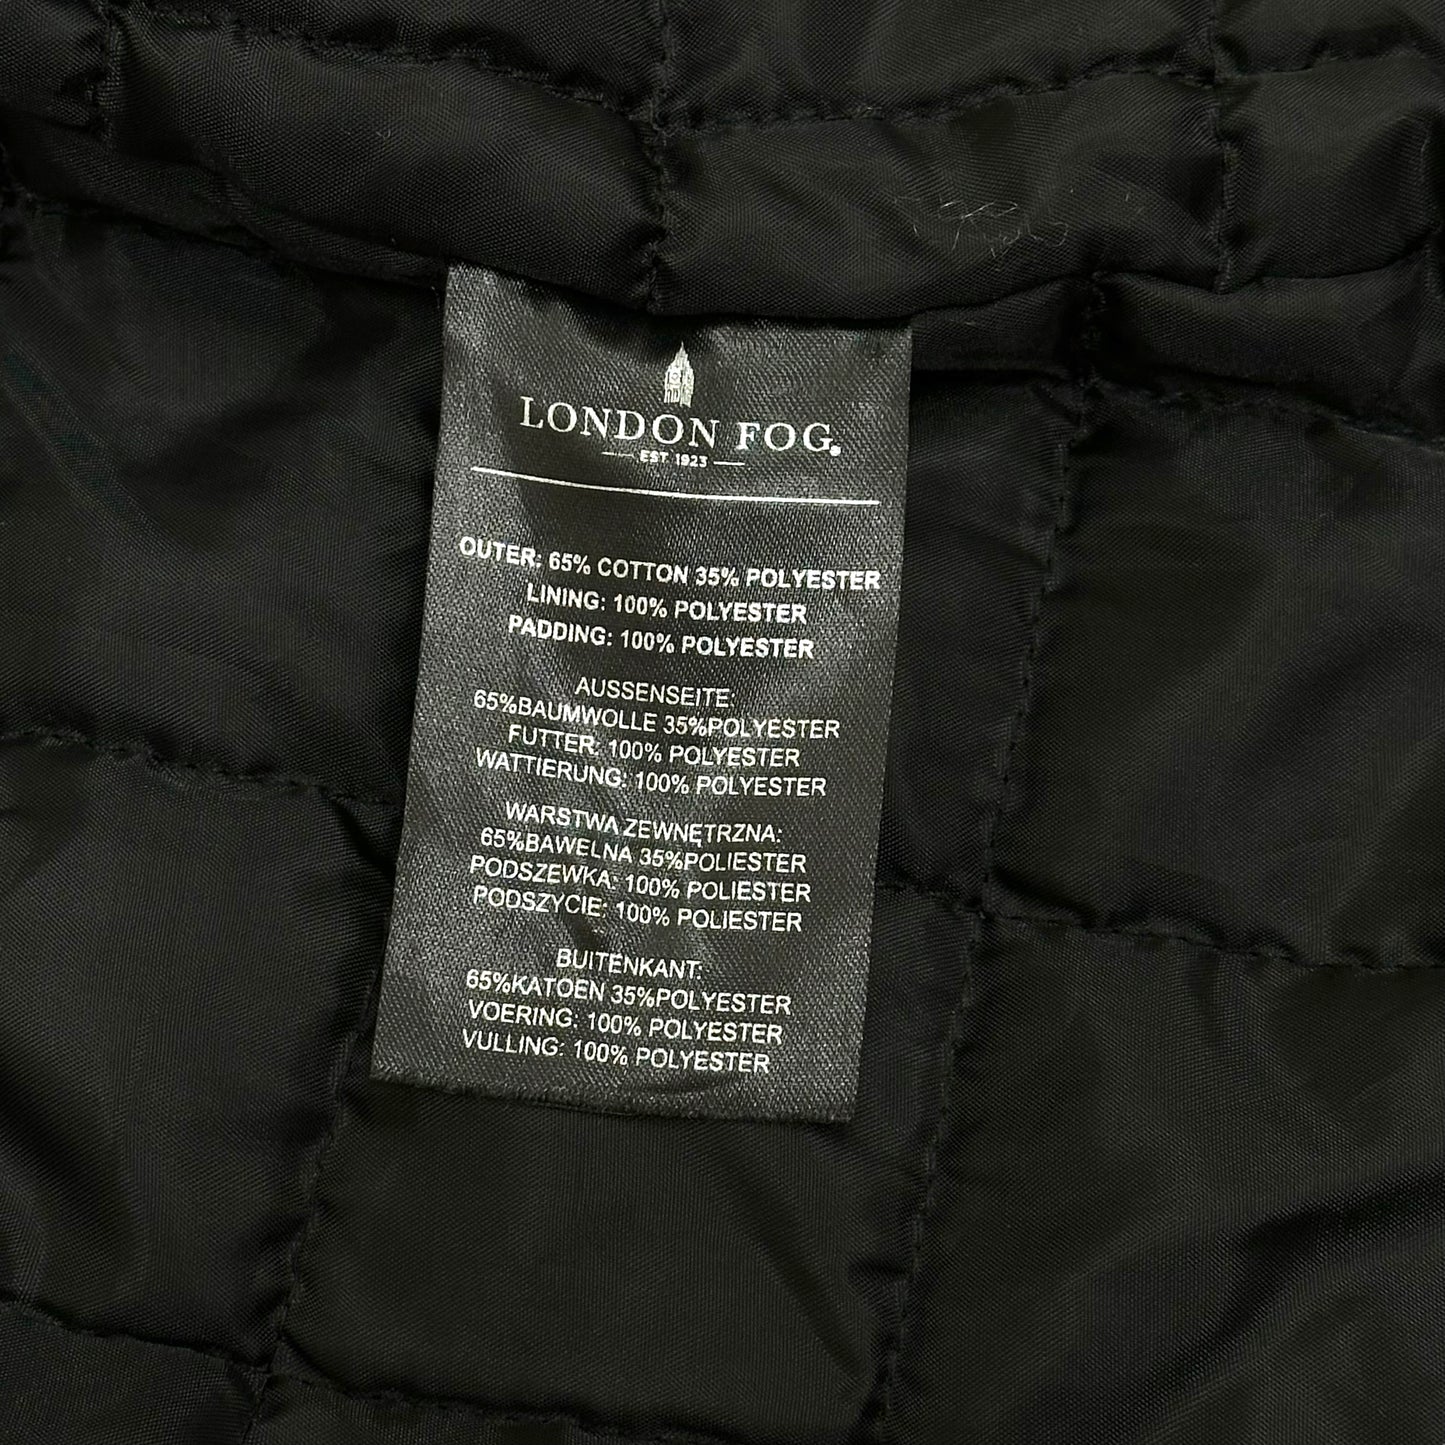 LONDON FOG®
EST 1923
OUTER: 65% COTTON 35% POLYESTER
LINING: 100% POLYESTER
PADDING: 100% POLYESTER
AUSSENSEITE:
65%BAUMWOLLE 35%POLYESTER
FUTTER: 100% POLYESTER
WATTIERUNG: 100% POLYESTER
WARSTWA ZEWNĘTRZNA:
65%BAWEŁNA 35%POLIESTER
PODSZEWKA: 100% POLIESTER
PODSZYCIE: 100% POLIESTER
BUITENKANT:
65%KATOEN 35%POLYESTER
VOERING: 100% POLYESTER
VULLING: 100% POLYESTER